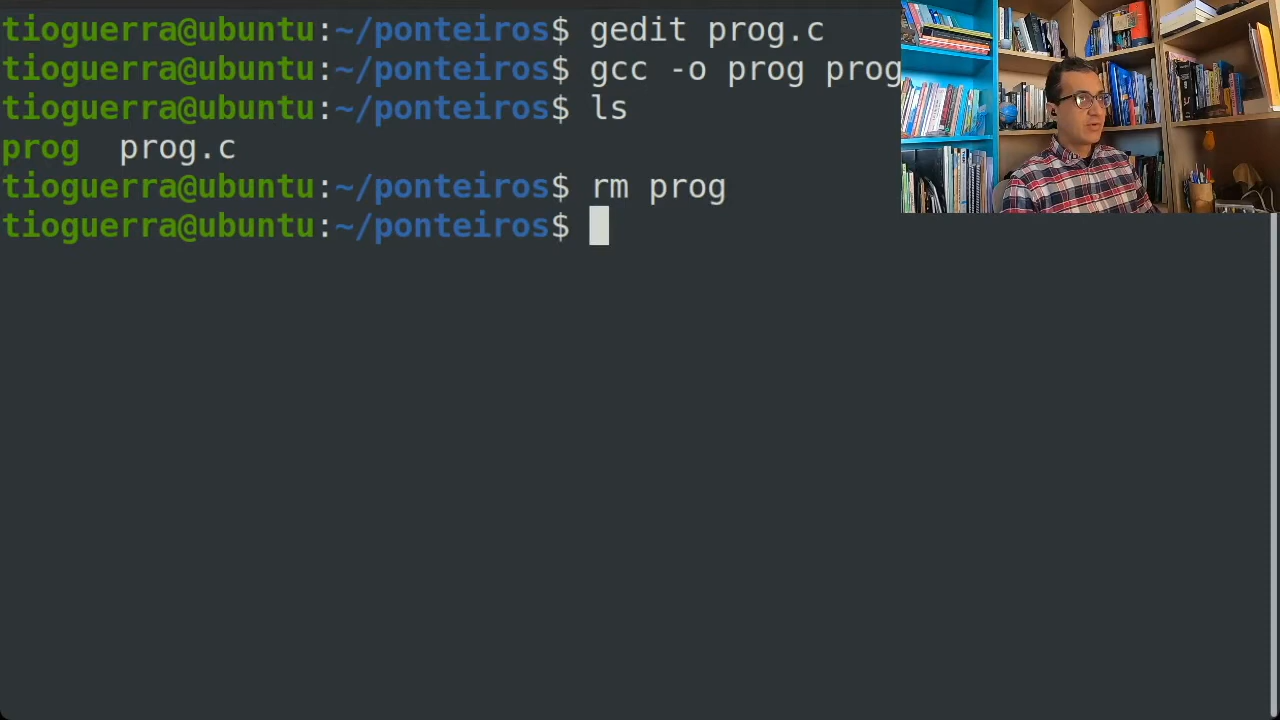 tioguerra@ubuntu:~/ponteiros$ gedit prog.c
tioguerra@ubuntu:~/ponteiros$ gcc -o prog prog
tioguerra@ubuntu:~/ponteiros$ ls
prog  prog.c
tioguerra@ubuntu:~/ponteiros$ rm prog
tioguerra@ubuntu:~/ponteiros$